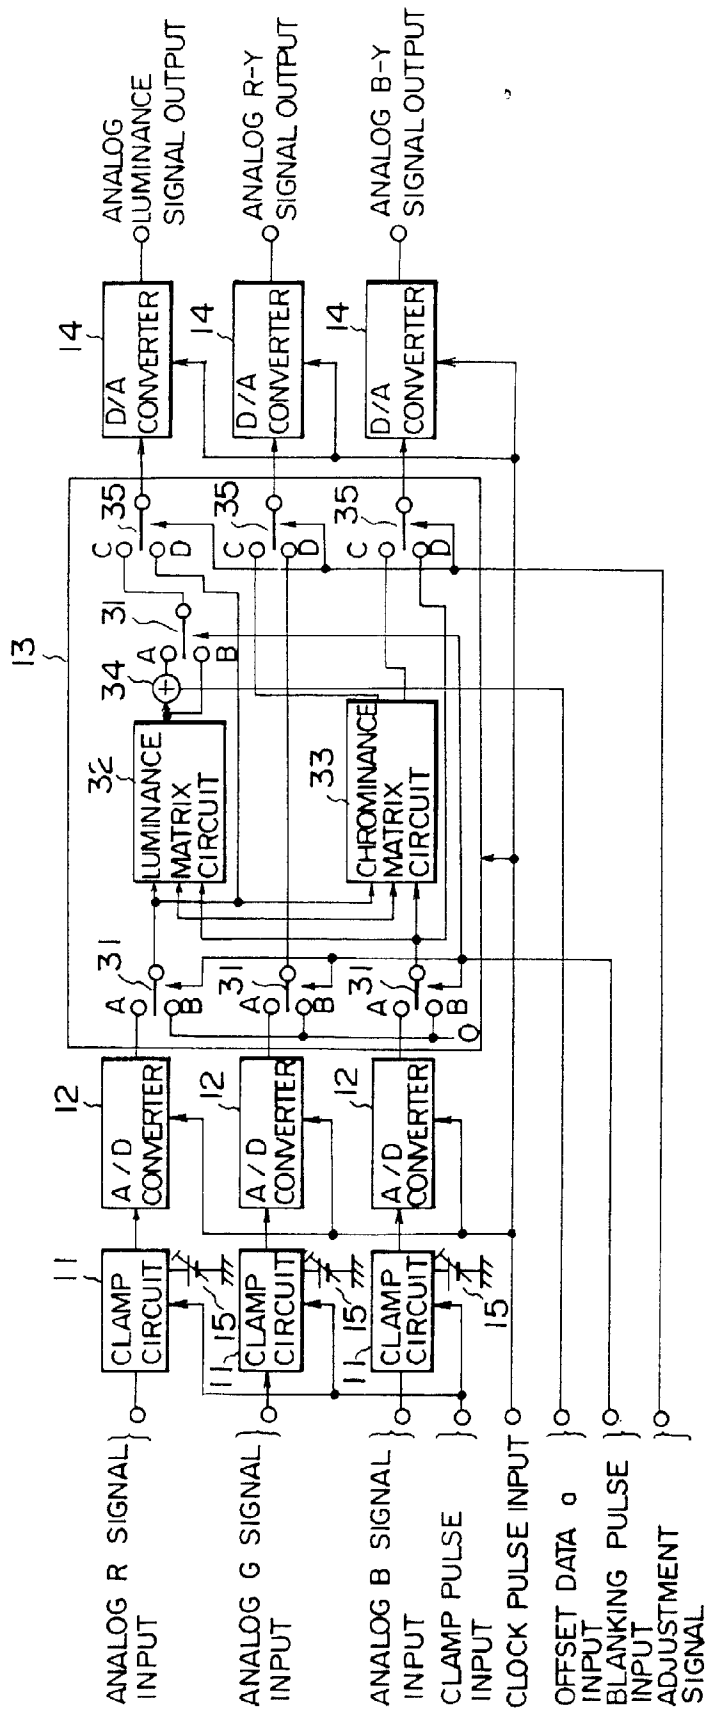 ANALOG R SIGNAL
INPUT
ANALOG G SIGNAL
INPUT
ANALOG B SIGNAL
INPUT
CLAMP PULSE
INPUT
CLOCK PULSE INPUT
OFFSET DATA a
INPUT
BLANKING PULSE
INPUT
ADJUSTMENT
SIGNAL
11
CLAMP
CIRCUIT
15
11
CLAMP
CIRCUIT
15
11
CLAMP
CIRCUIT
15
12
A/D
CONVERTER
12
A/D
CONVERTER
12
A/D
CONVERTER
13
A
31
B
A
31
B
A
31
B
0
32
LUMINANCE
MATRIX
CIRCUIT
33
CHROMINANCE
MATRIX
CIRCUIT
34
+
A
31
B
C
35
D
C
35
D
C
35
D
14
D/A
CONVERTER
14
D/A
CONVERTER
14
D/A
CONVERTER
ANALOG
LUMINANCE
SIGNAL OUTPUT
ANALOG R-Y
SIGNAL OUTPUT
ANALOG B-Y
SIGNAL OUTPUT